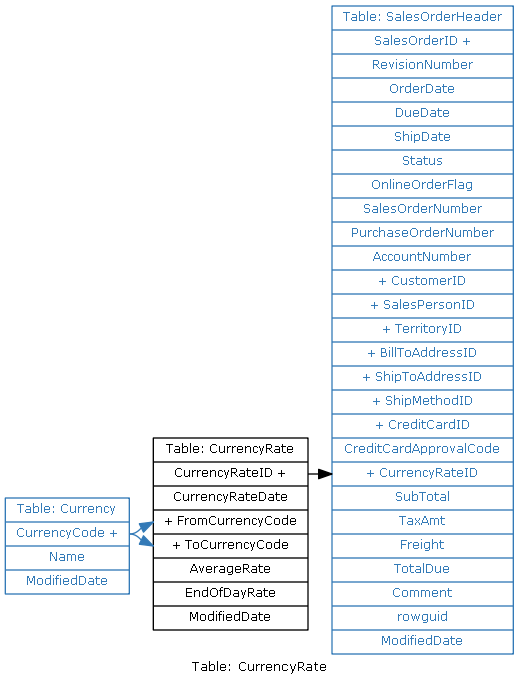 Table: SalesOrderHeader
SalesOrderID +
RevisionNumber
OrderDate
DueDate
ShipDate
Status
OnlineOrderFlag
SalesOrderNumber
PurchaseOrderNumber
AccountNumber
+ CustomerID
+ SalesPersonID
+ TerritoryID
+ BillToAddressID
+ ShipToAddressID
+ ShipMethodID
+ CreditCardID
CreditCardApprovalCode
+ CurrencyRateID
SubTotal
TaxAmt
Freight
TotalDue
Comment
rowguid
ModifiedDate
Table: CurrencyRate
CurrencyRateID +
CurrencyRateDate
+ FromCurrencyCode
+ ToCurrencyCode
AverageRate
EndOfDayRate
ModifiedDate
Table: Currency
CurrencyCode +
Name
ModifiedDate
Table: CurrencyRate